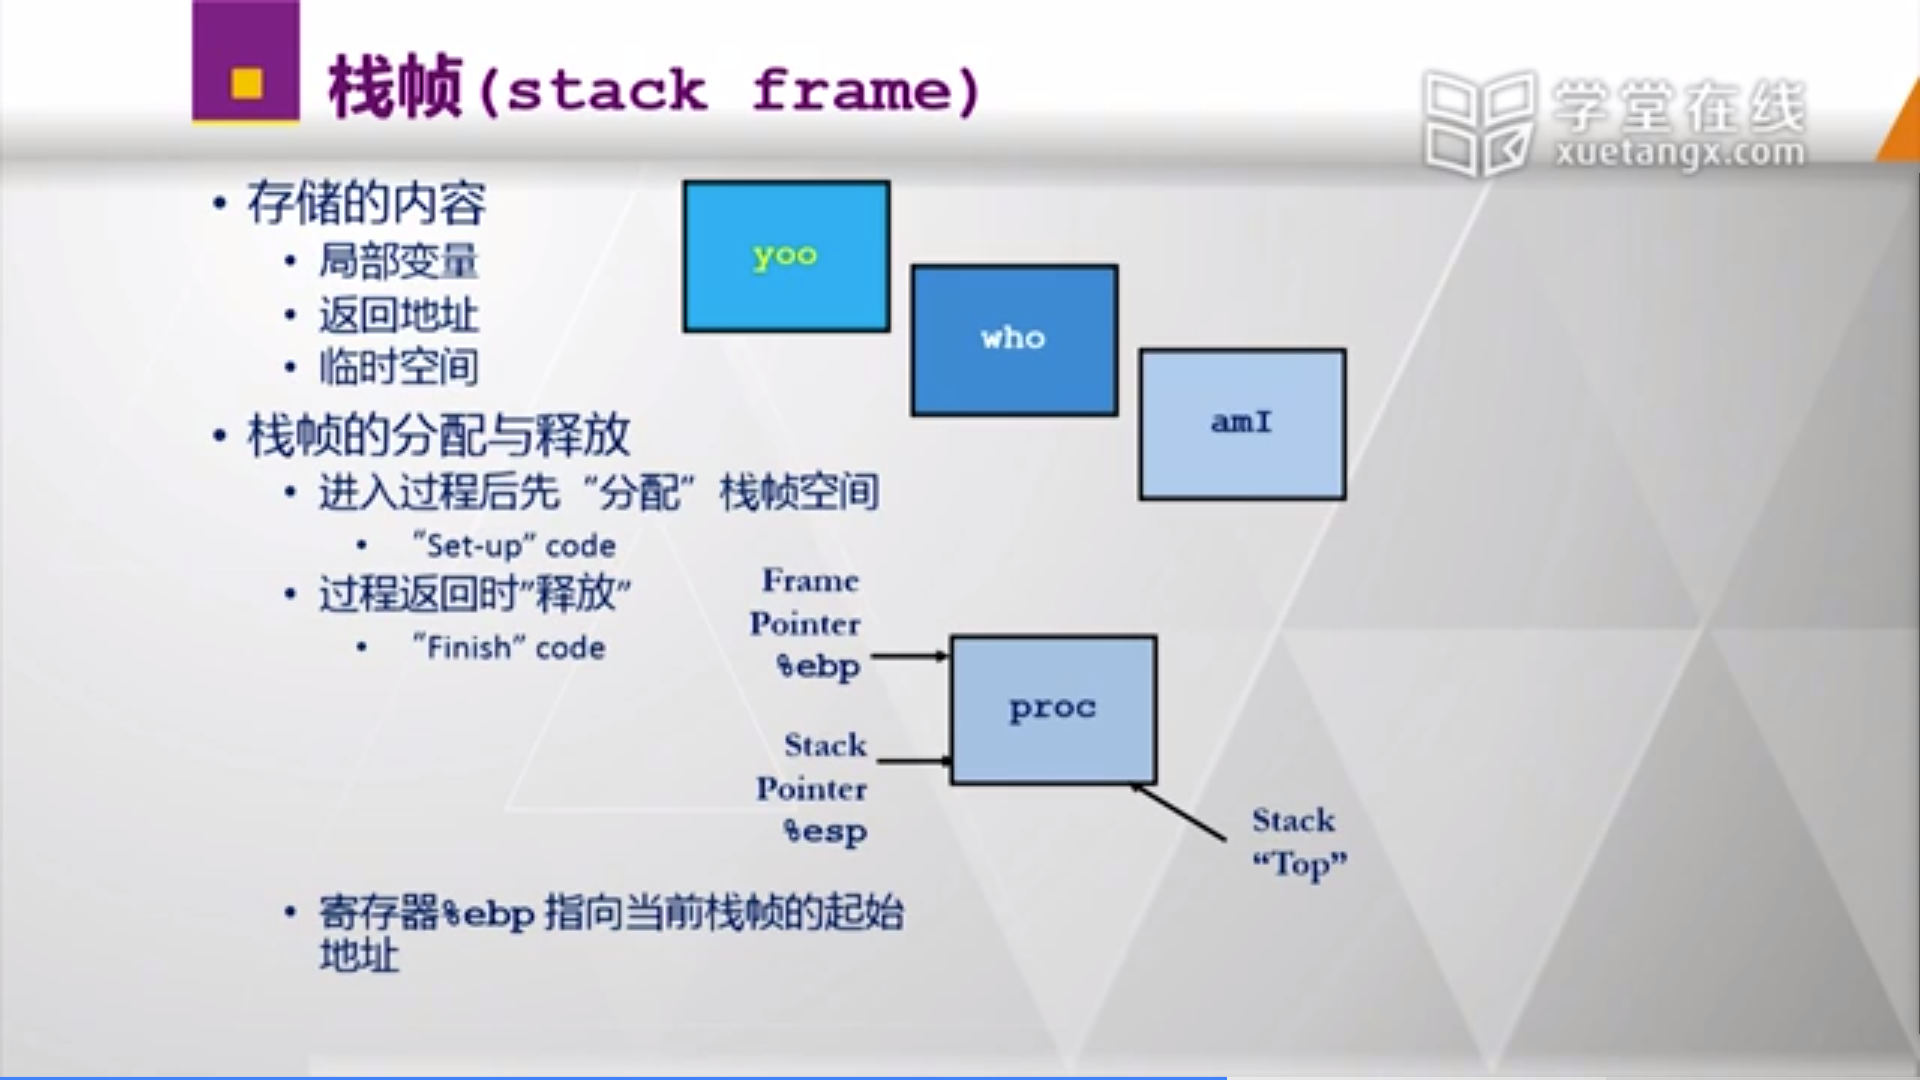 栈帧(stack frame)
学堂在线
xuetangx.com
• 存储的内容
• 局部变量
• 返回地址
• 临时空间
• 栈帧的分配与释放
• 进入过程后先“分配”栈帧空间
• “Set-up” code
• 过程返回时”释放”
• “Finish” code
• 寄存器%ebp 指向当前栈帧的起始
地址
yoo
who
amI
Frame
Pointer
%ebp
proc
Stack
Pointer
%esp
Stack
“Top”